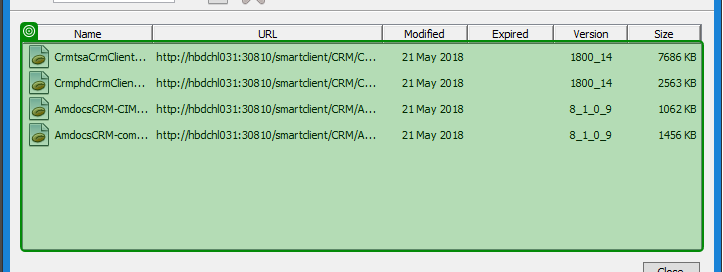 Name URL Modified Expired Version Size
CrmtsaCrmClient... http://hbdchl031:30810/smartclient/CRM/C... 21 May 2018 1800_14 7686 KB
CrmphdCrmClien... http://hbdchl031:30810/smartclient/CRM/C... 21 May 2018 1800_14 2563 KB
AmdocsCRM-CIM... http://hbdchl031:30810/smartclient/CRM/A... 21 May 2018 8_1_0_9 1062 KB
AmdocsCRM-com... http://hbdchl031:30810/smartclient/CRM/A... 21 May 2018 8_1_0_9 1456 KB
Close